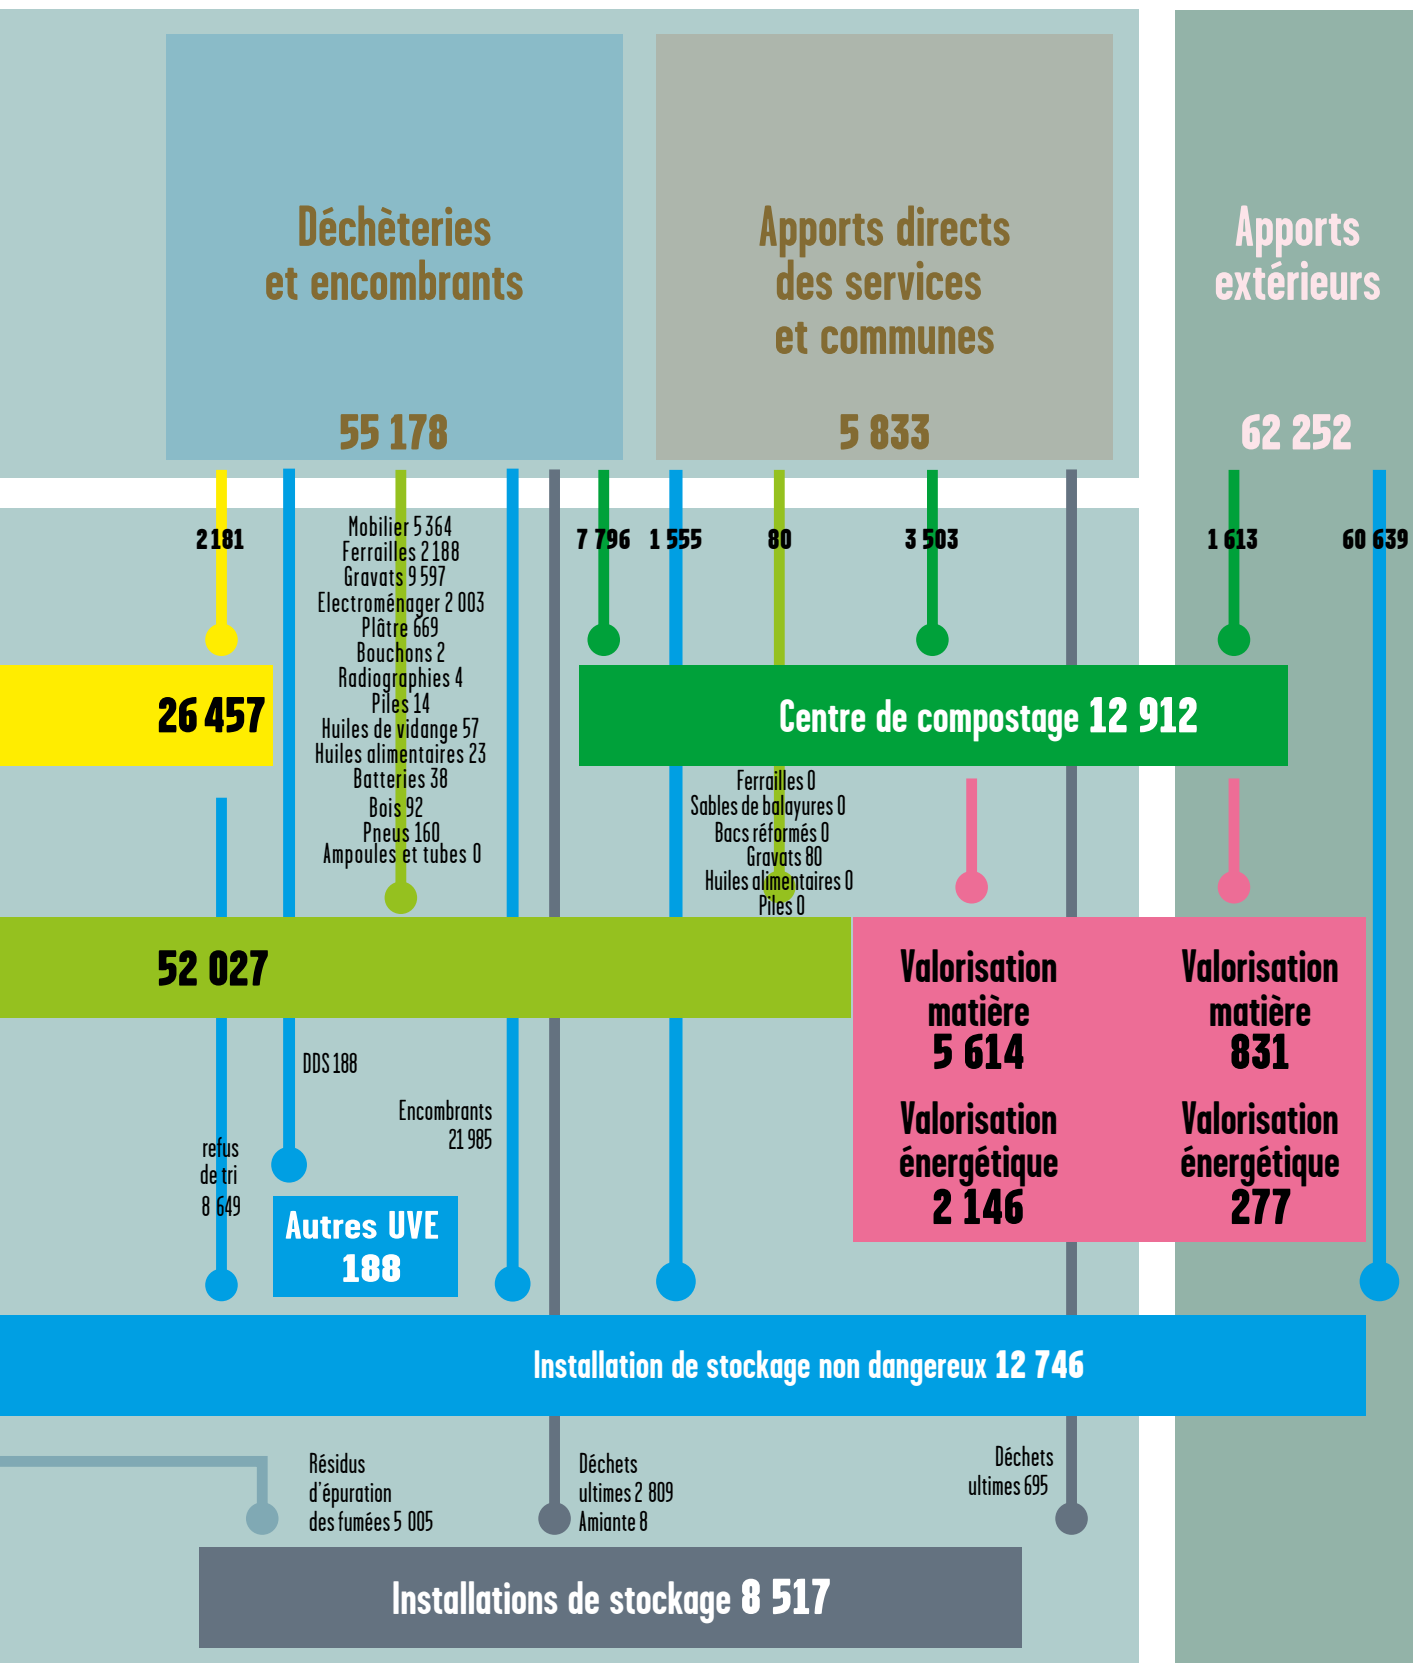 Déchèteries
et encombrants
55 178
Apports directs
des services
et communes
5 833
Apports
extérieurs
62 252
2 181
Mobilier 5 364
Ferrailles 2 188
Gravats 9 597
Electroménager 2 003
Plâtre 669
Bouchons 2
Radiographies 4
Piles 14
Huiles de vidange 57
Huiles alimentaires 23
Batteries 38
Bois 92
Pneus 160
Ampoules et tubes 0
7 796
1 555
80
3 503
1 613
60 639
26 457
Centre de compostage 12 912
Ferrailles 0
Sables de balayures 0
Bacs réformés 0
Gravats 80
Huiles alimentaires 0
Piles 0
52 027
Valorisation
matière
5 614
Valorisation
énergétique
2 146
Valorisation
matière
831
Valorisation
énergétique
277
DDS 188
Encombrants
21 985
refus
de tri
8 649
Autres UVE
188
Installation de stockage non dangereux 12 746
Résidus
d'épuration
des fumées 5 005
Déchets
ultimes 2 809
Amiante 8
Déchets
ultimes 695
Installations de stockage 8 517